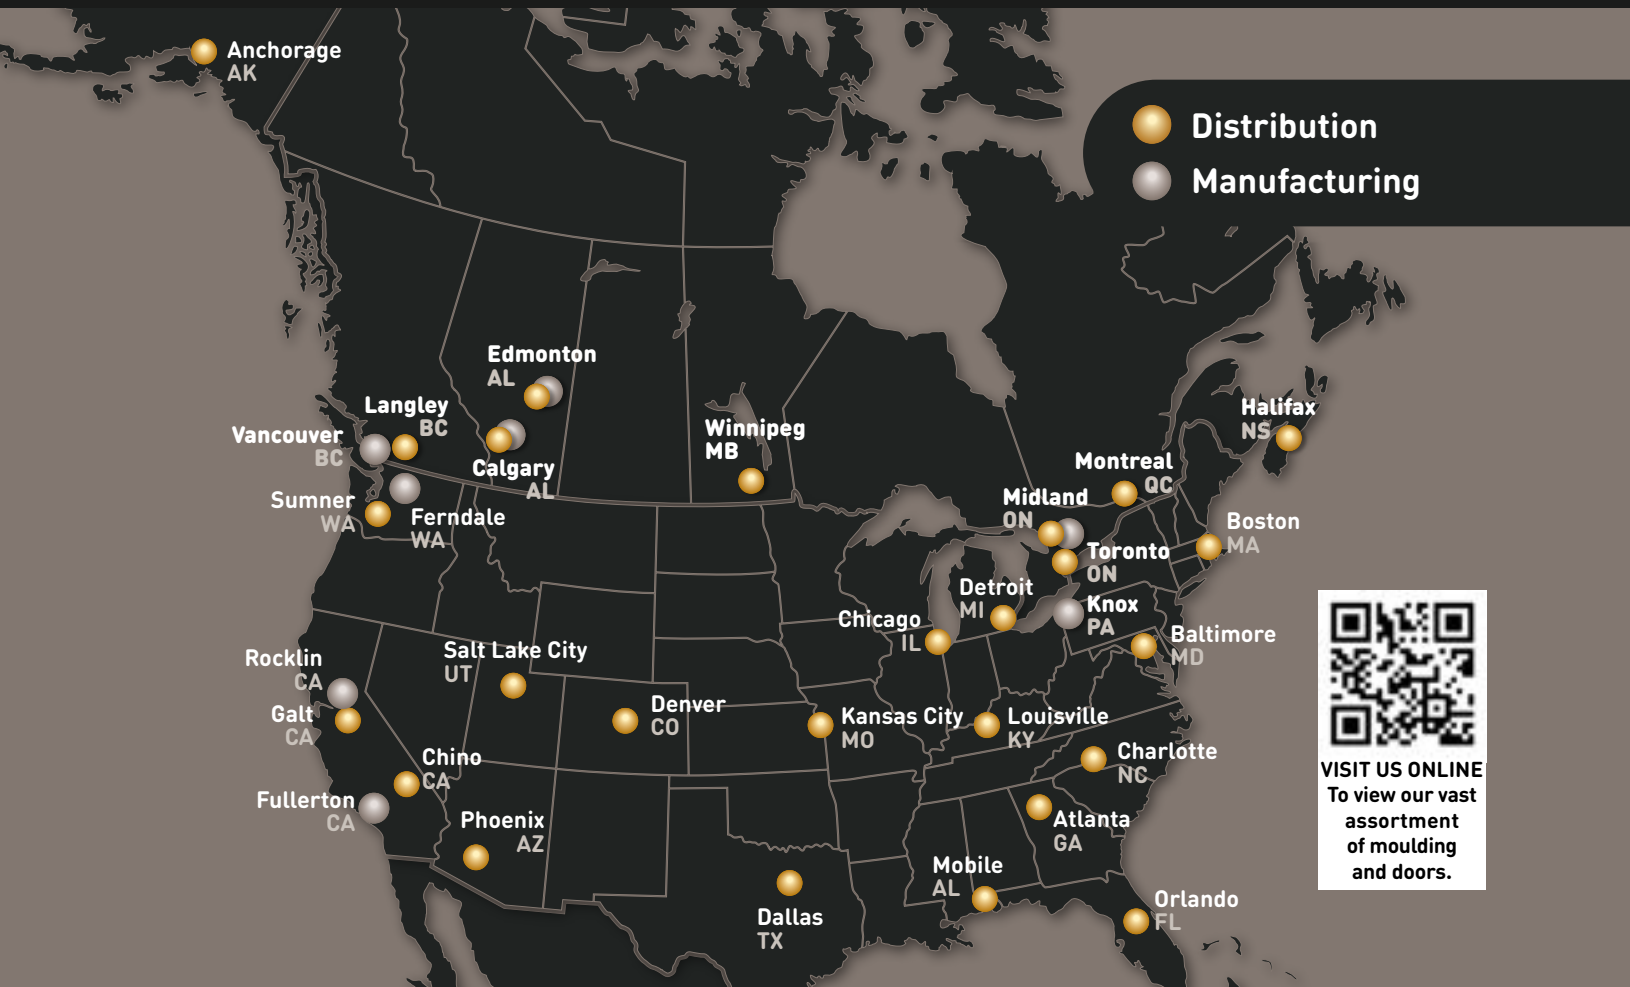 Anchorage
AK
Distribution
Manufacturing
Edmonton
AL
Langley
BC
Vancouver
BC
Calgary
AL
Winnipeg
MB
Halifax
NS
Montreal
QC
Midland
ON
Sumner
WA
Ferndale
WA
Boston
MA
Toronto
ON
Detroit
MI
Knox
PA
Chicago
IL
Baltimore
MD
Salt Lake City
UT
Rocklin
CA
Galt
CA
Denver
CO
Kansas City
MO
Louisville
KY
Charlotte
NC
Chino
CA
Fullerton
CA
Phoenix
AZ
Atlanta
GA
Mobile
AL
Orlando
FL
Dallas
TX
VISIT US ONLINE
To view our vast
assortment
of moulding
and doors.